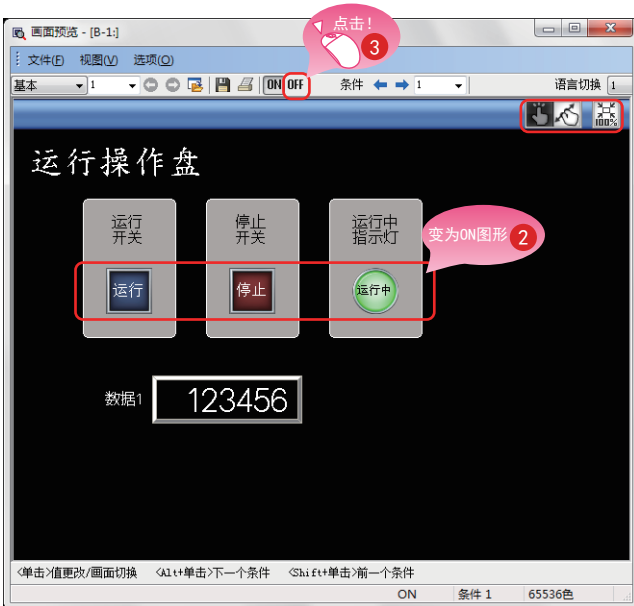 画面预览 - [B-1:]
点击！
3
文件(F) 视图(V) 选项(O)
基本 1 ON OFF 条件 1 语言切换 1
100%
运行操作盘
运行
开关
停止
开关
运行中
指示灯
变为ON图形 2
运行 停止 运行中
数据1 123456
<单击>值更改/画面切换 <Alt+单击>下一个条件 <Shift+单击>前一个条件
ON 条件 1 65536色